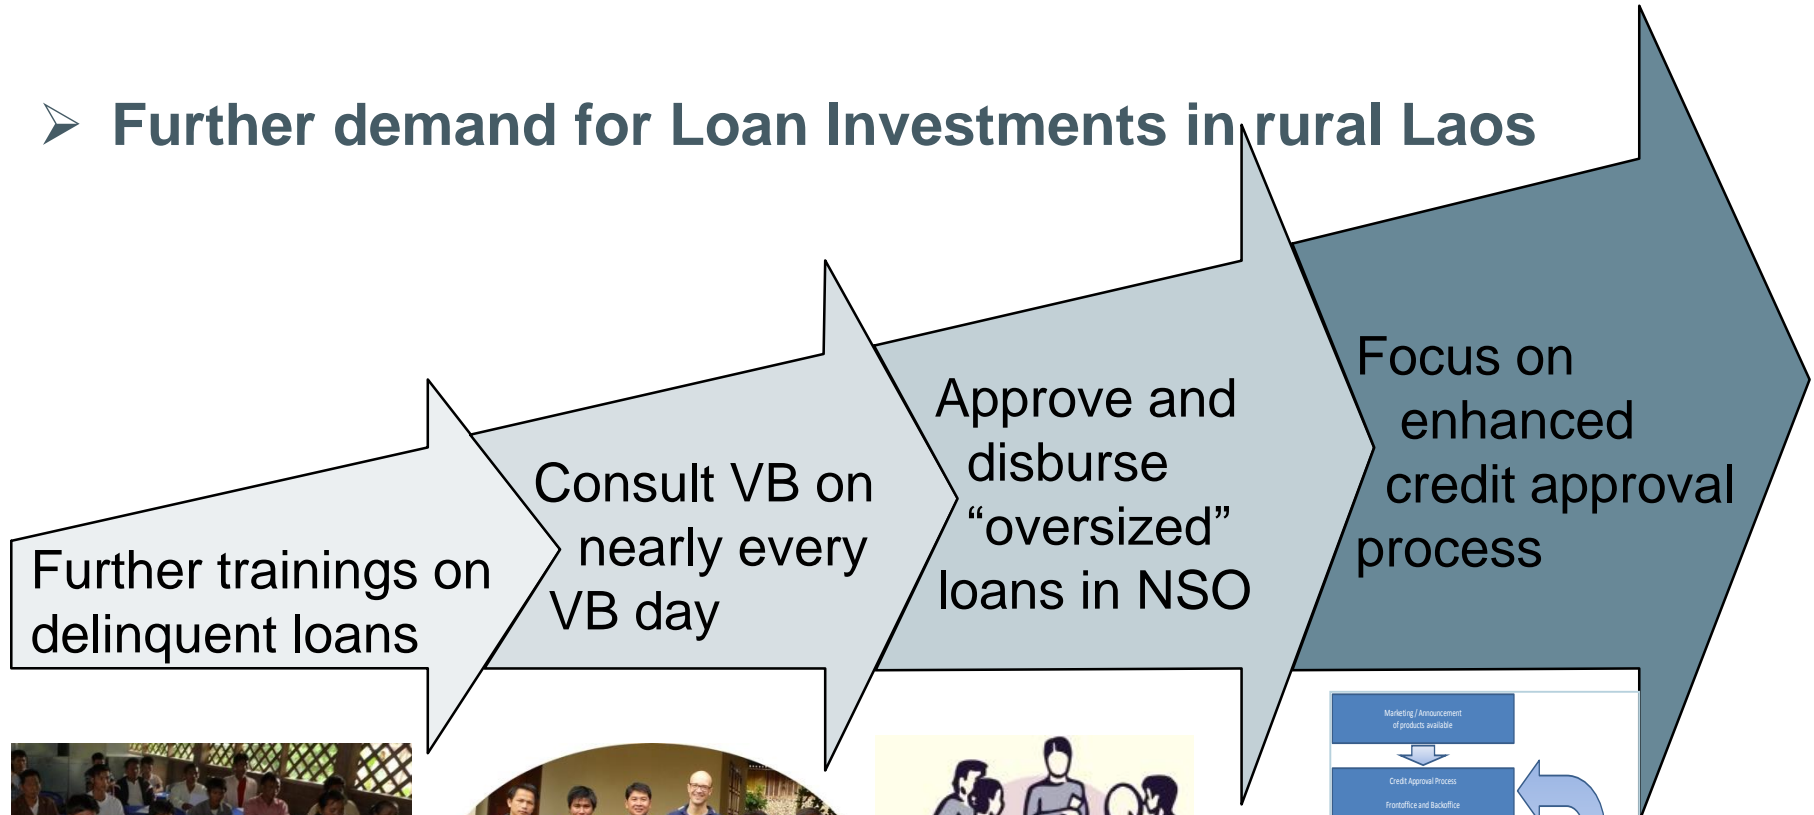 ➢ Further demand for Loan Investments in rural Laos
Further trainings on
delinquent loans
Consult VB on
nearly every
VB day
Approve and
disburse
“oversized”
loans in NSO
Focus on
enhanced
credit approval
process
Marketing / Announcement
of products available
Credit Approval Process
Frontoffice and Backoffice